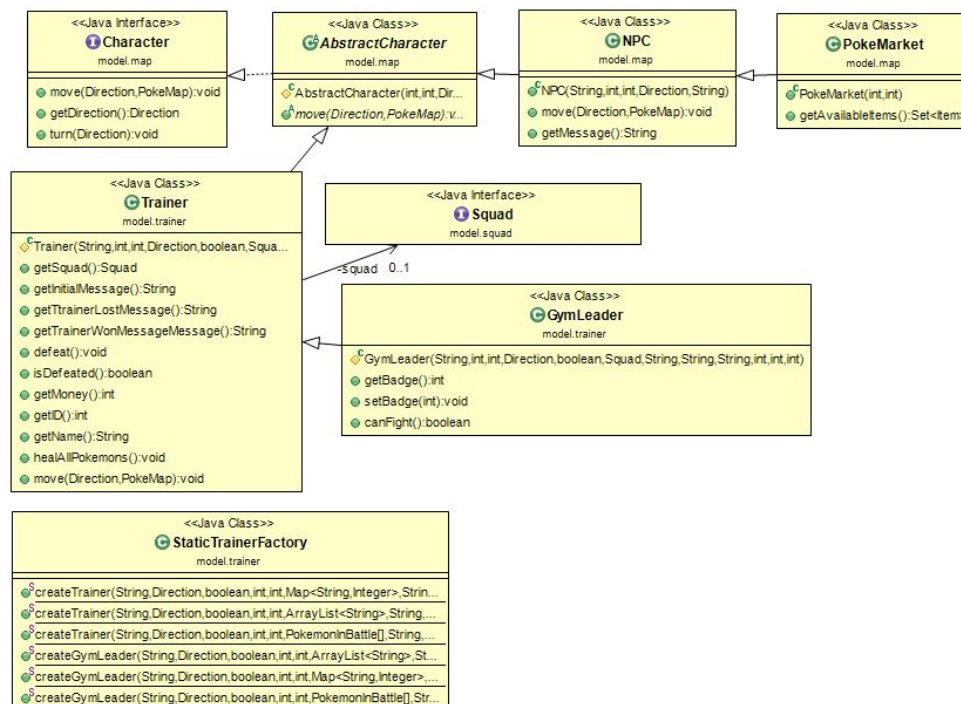 <<Java Interface>>
Character
model.map
move(Direction,PokeMap):void
getDirection():Direction
turn(Direction):void
<<Java Class>>
AbstractCharacter
model.map
AbstractCharacter(int,int,Dir...
move(Direction,PokeMap):v...
<<Java Class>>
NPC
model.map
NPC(String,int,int,Direction,String)
move(Direction,PokeMap):void
getMessage():String
<<Java Class>>
PokeMarket
model.map
PokeMarket(int,int)
getAvailableItems():Set<Item>
<<Java Class>>
Trainer
model.trainer
Trainer(String,int,int,Direction,boolean,Squa...
getSquad():Squad
getInitialMessage():String
getTtrainerLostMessage():String
getTrainerWonMessageMessage():String
defeat():void
isDefeated():boolean
getMoney():int
getID():int
getName():String
healAllPokemons():void
move(Direction,PokeMap):void
<<Java Interface>>
Squad
model.squad
-squad 0..1
<<Java Class>>
GymLeader
model.trainer
GymLeader(String,int,int,Direction,boolean,Squad,String,String,String,int,int,int)
getBadge():int
setBadge(int):void
canFight():boolean
<<Java Class>>
StaticTrainerFactory
model.trainer
createTrainer(String,Direction,boolean,int,int,Map<String,Integer>,Strin...
createTrainer(String,Direction,boolean,int,int,ArrayList<String>,String,...
createTrainer(String,Direction,boolean,int,int,PokemonInBattle[],String,...
createGymLeader(String,Direction,boolean,int,int,ArrayList<String>,St...
createGymLeader(String,Direction,boolean,int,int,Map<String,Integer>,...
createGymLeader(String,Direction,boolean,int,int,PokemonInBattle[],Str...